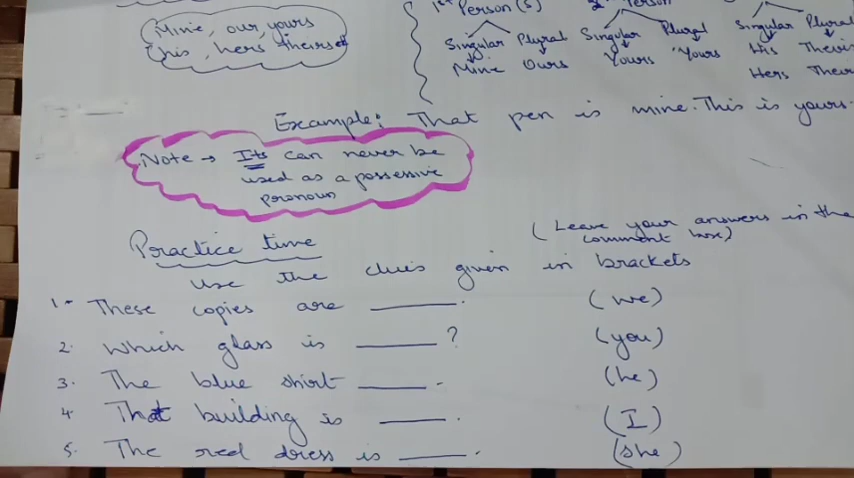 Person (s)
Person
Mine, our, yours
his, hers theirs
Singular Plural Singular Plural Singular Plural
Mine Ours Yours Yours His
Hers
Example: That pen is mine. This is yours.
Note → Its can never be
used as a possessive
pronoun
Practice time
(Leave your answers in the
comment box)
Use the clues given in brackets
1- These copies are ______. (we)
2. Which glass is ______? (you)
3. The blue shirt ______. (he)
4. That building is ______. (I)
5. The red dress is ______. (she)